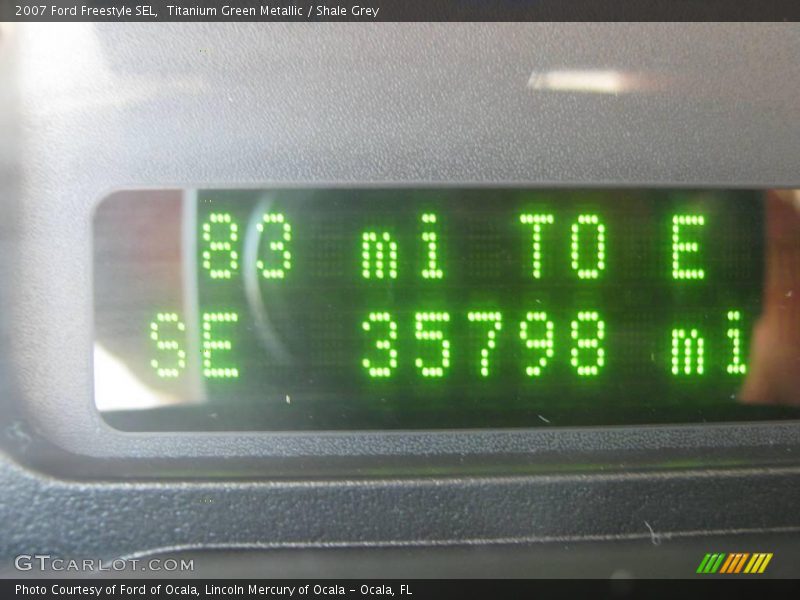 2007 Ford Freestyle SEL,  Titanium Green Metallic / Shale Grey
83 mi TO E
SE 35798 mi
GTCARLOT.COM
Photo Courtesy of Ford of Ocala, Lincoln Mercury of Ocala - Ocala, FL